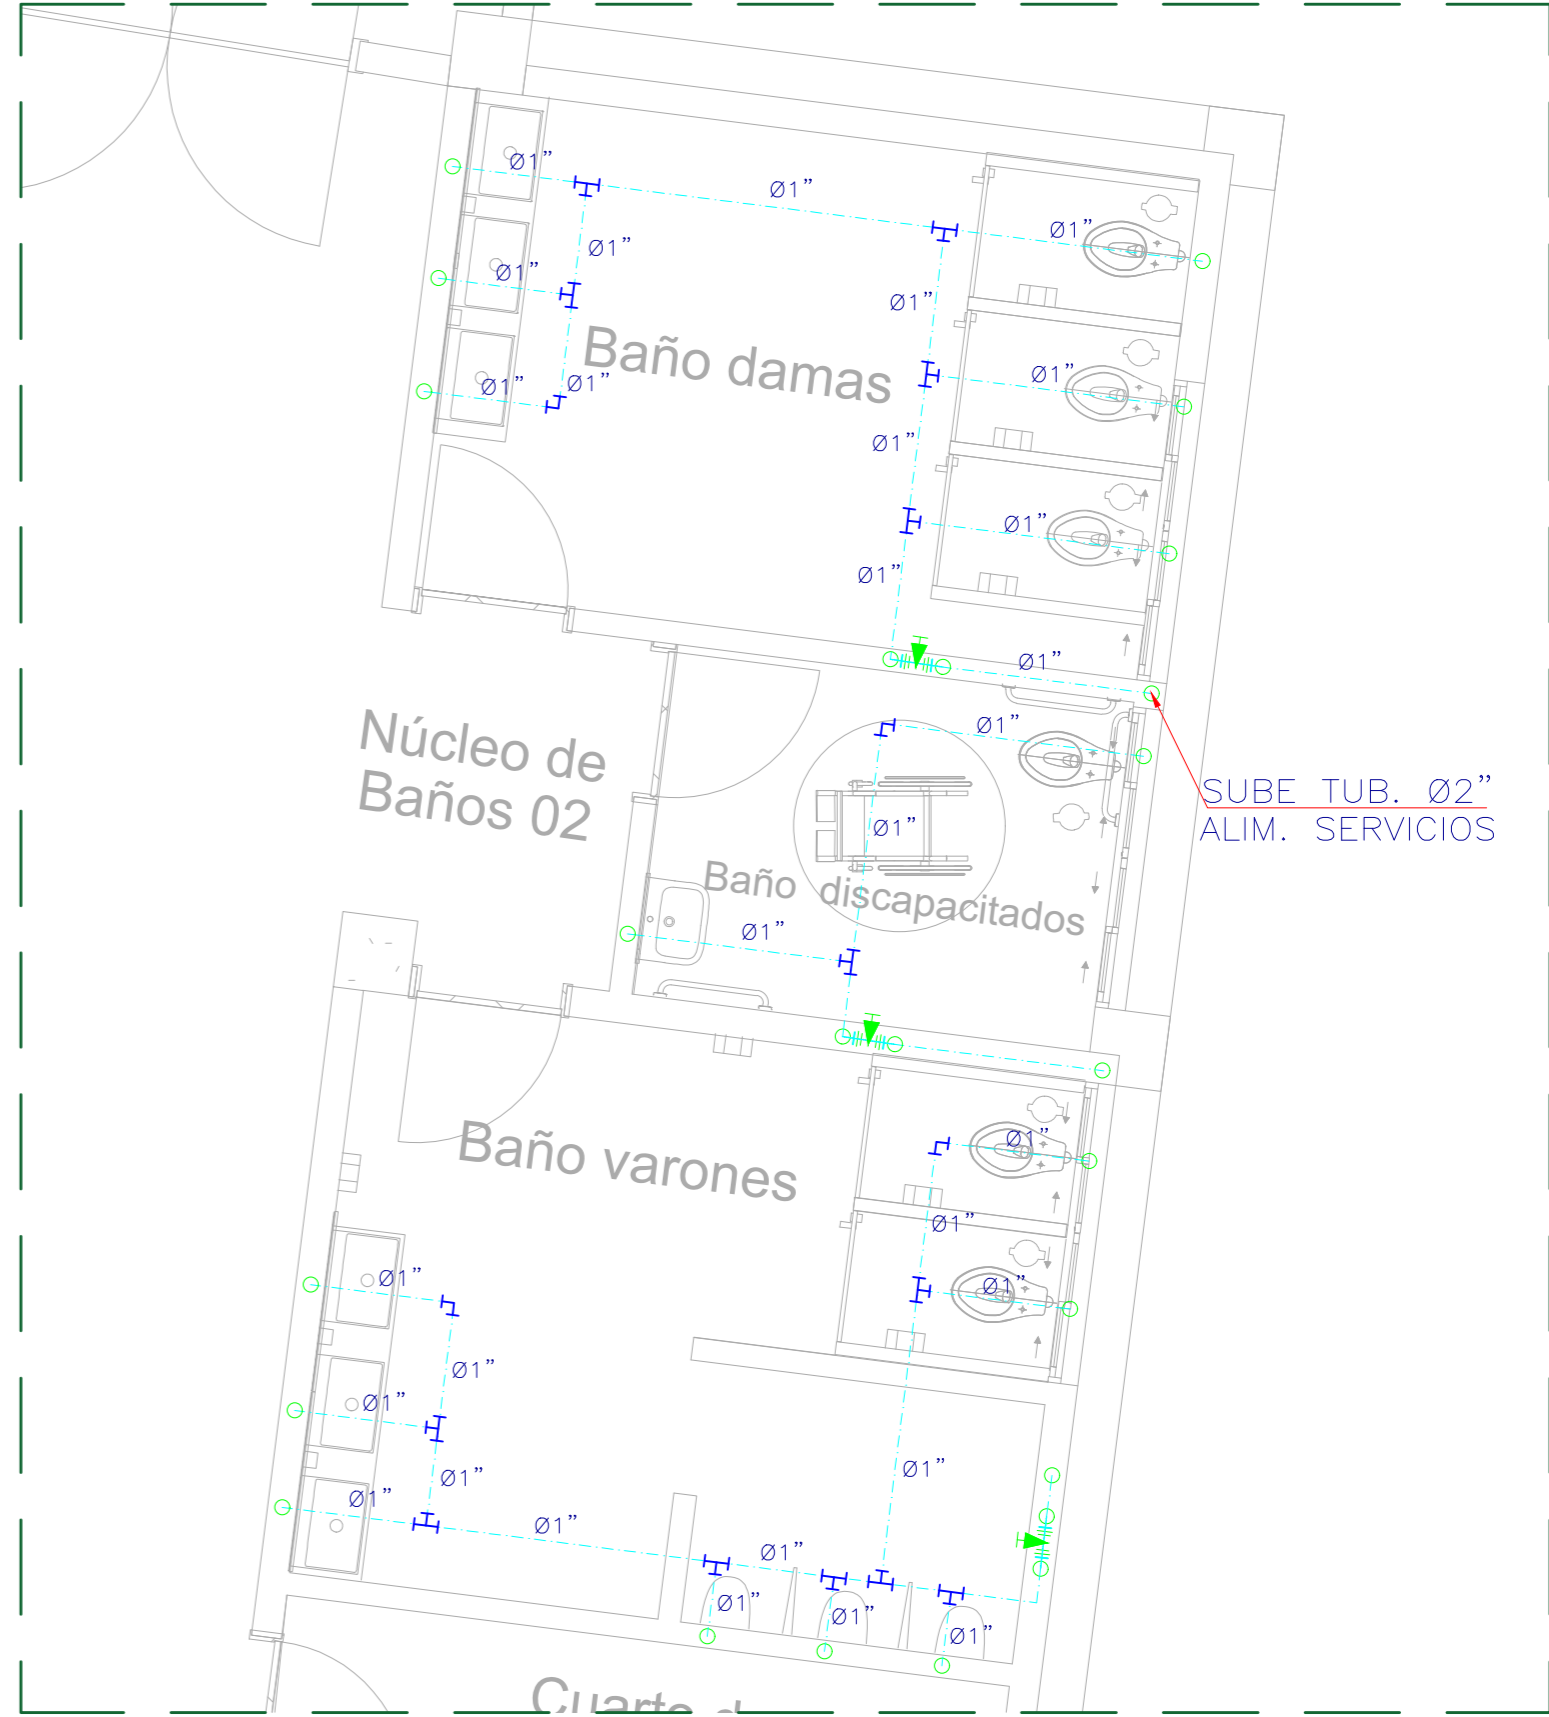 Ø1”
Ø1”
Ø1”
Ø1”
Ø1”
Ø1”
Baño damas
Ø1”
Ø1”
Ø1”
Ø1”
Ø1”
Ø1”
Ø1”
Ø1”
Núcleo de
Baños 02
Ø1”
SUBE TUB. Ø2”
ALIM. SERVICIOS
Ø1”
Baño discapacitados
Ø1”
Baño varones
Ø1”
Ø1”
Ø1”
Ø1”
Ø1”
Ø1”
Ø1”
Ø1”
Ø1”
Ø1”
Ø1”
Ø1”
Ø1”
Ø1”